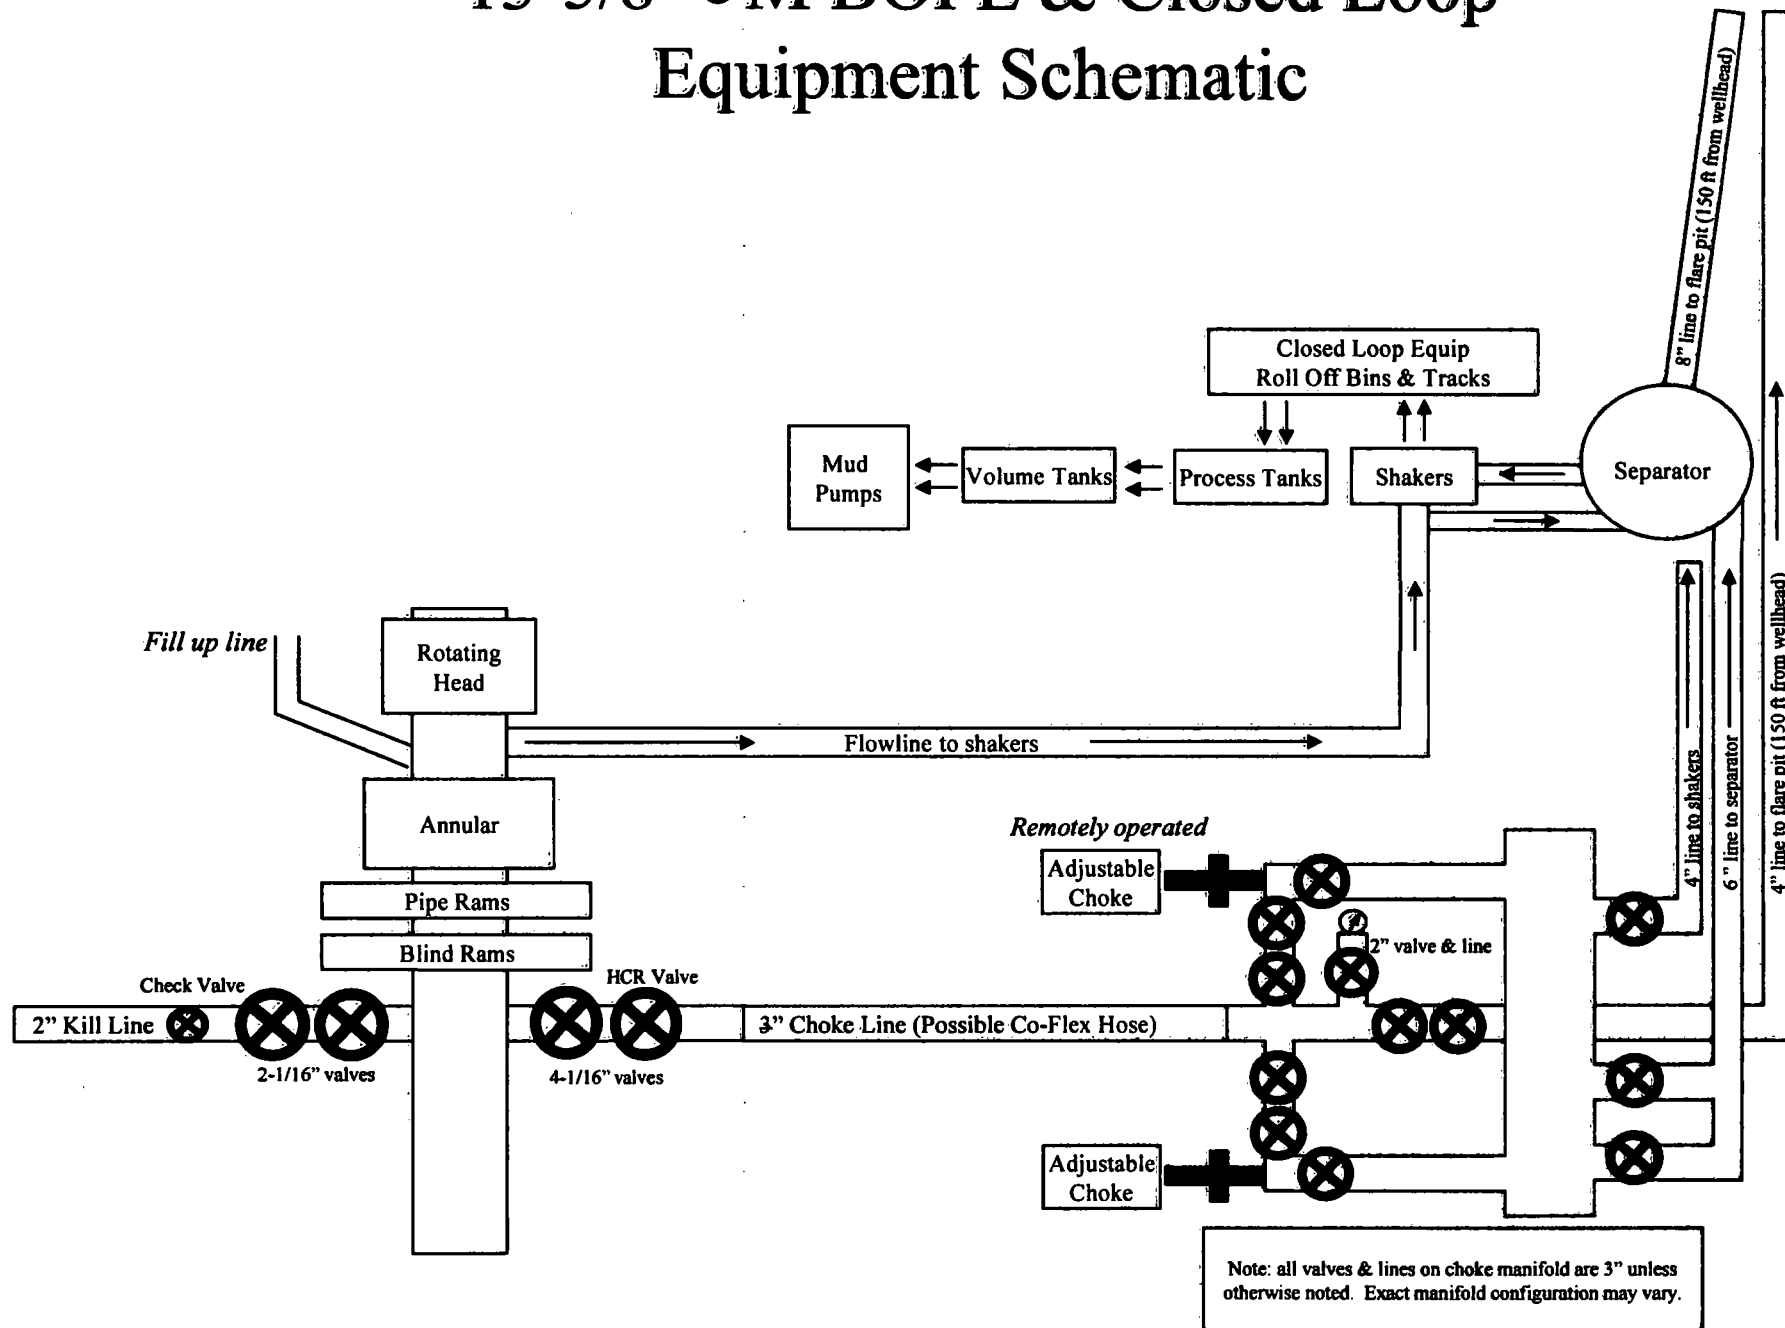 Equipment Schematic
8” line to flare pit (150 ft from wellhead)
Closed Loop Equip
Roll Off Bins & Tracks
Mud
Pumps
Volume Tanks
Process Tanks
Shakers
Separator
Fill up line
Rotating
Head
Flowline to shakers
Annular
Pipe Rams
Blind Rams
Remotely operated
Adjustable
Choke
2” valve & line
4” line to shakers
6” line to separator
4” line to flare pit (150 ft from wellhead)
Check Valve
HCR Valve
2” Kill Line
3” Choke Line (Possible Co-Flex Hose)
2-1/16” valves
4-1/16” valves
Adjustable
Choke
Note: all valves & lines on choke manifold are 3” unless
otherwise noted. Exact manifold configuration may vary.